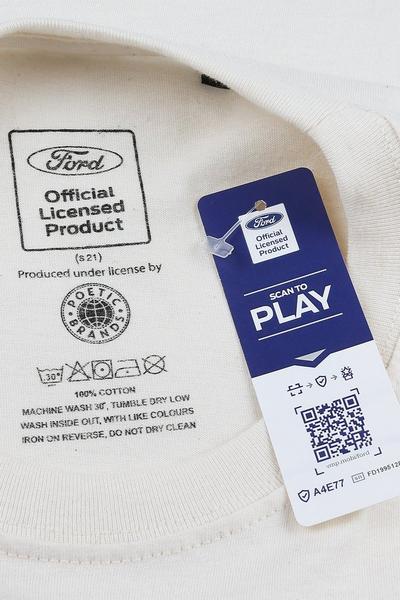 Ford
Official
Licensed
Product
(S21)
Produced under license by
POETIC
BRANDS
30°
100% COTTON
MACHINE WASH 30°, TUMBLE DRY LOW
WASH INSIDE OUT, WITH LIKE COLOURS
IRON ON REVERSE, DO NOT DRY CLEAN
Ford
Official
Licensed
Product
SCAN TO
PLAY
A4E77